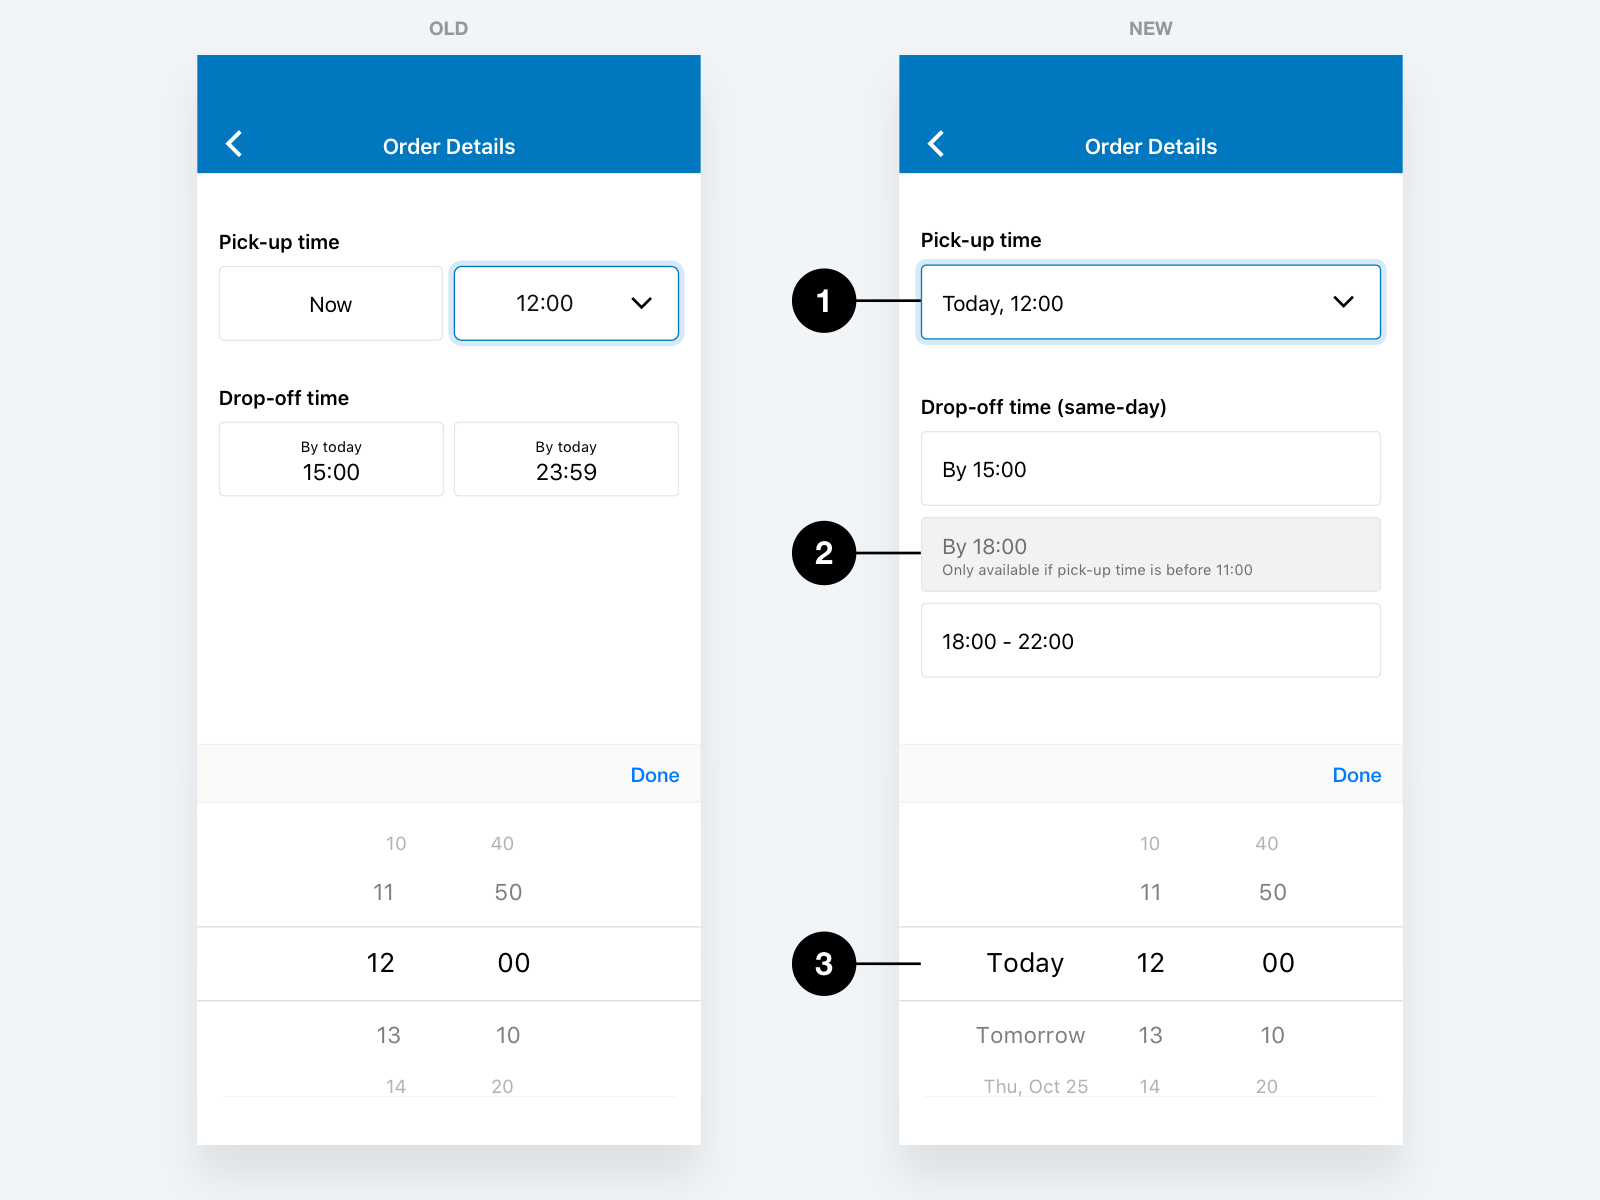 OLD
Order Details
Pick-up time
Now
12:00
Drop-off time
By today
15:00
By today
23:59
Done
10 40
11 50
12 00
13 10
14 20
NEW
Order Details
Pick-up time
1
Today, 12:00
Drop-off time (same-day)
By 15:00
2
By 18:00
Only available if pick-up time is before 11:00
18:00 - 22:00
Done
10 40
11 50
3
Today 12 00
Tomorrow 13 10
Thu, Oct 25 14 20